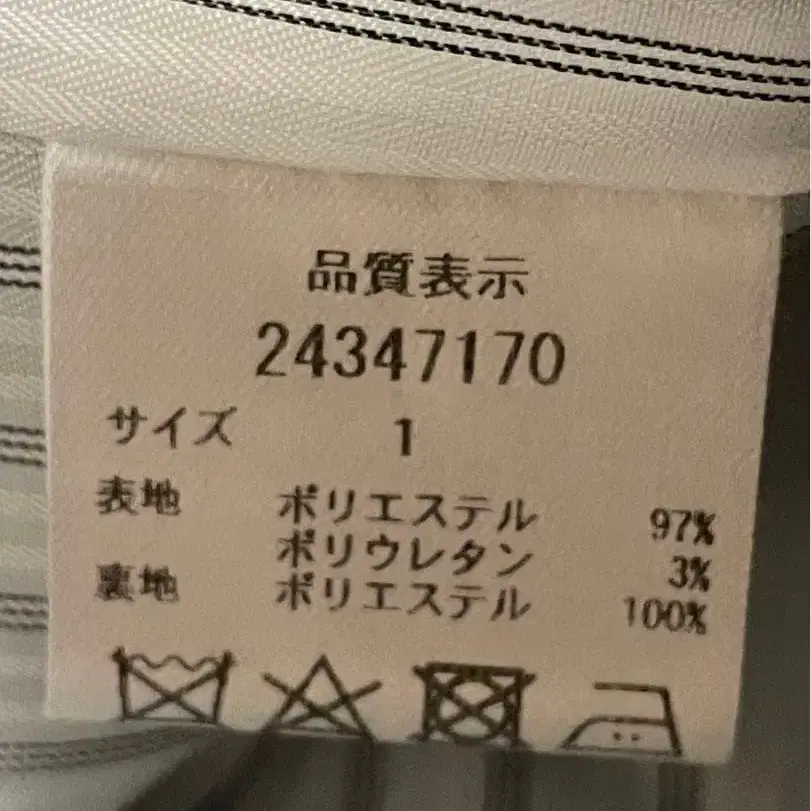 品質表示
24347170
サイズ 1
表地 ポリエステル 97%
ポリウレタン 3%
裏地 ポリエステル 100%